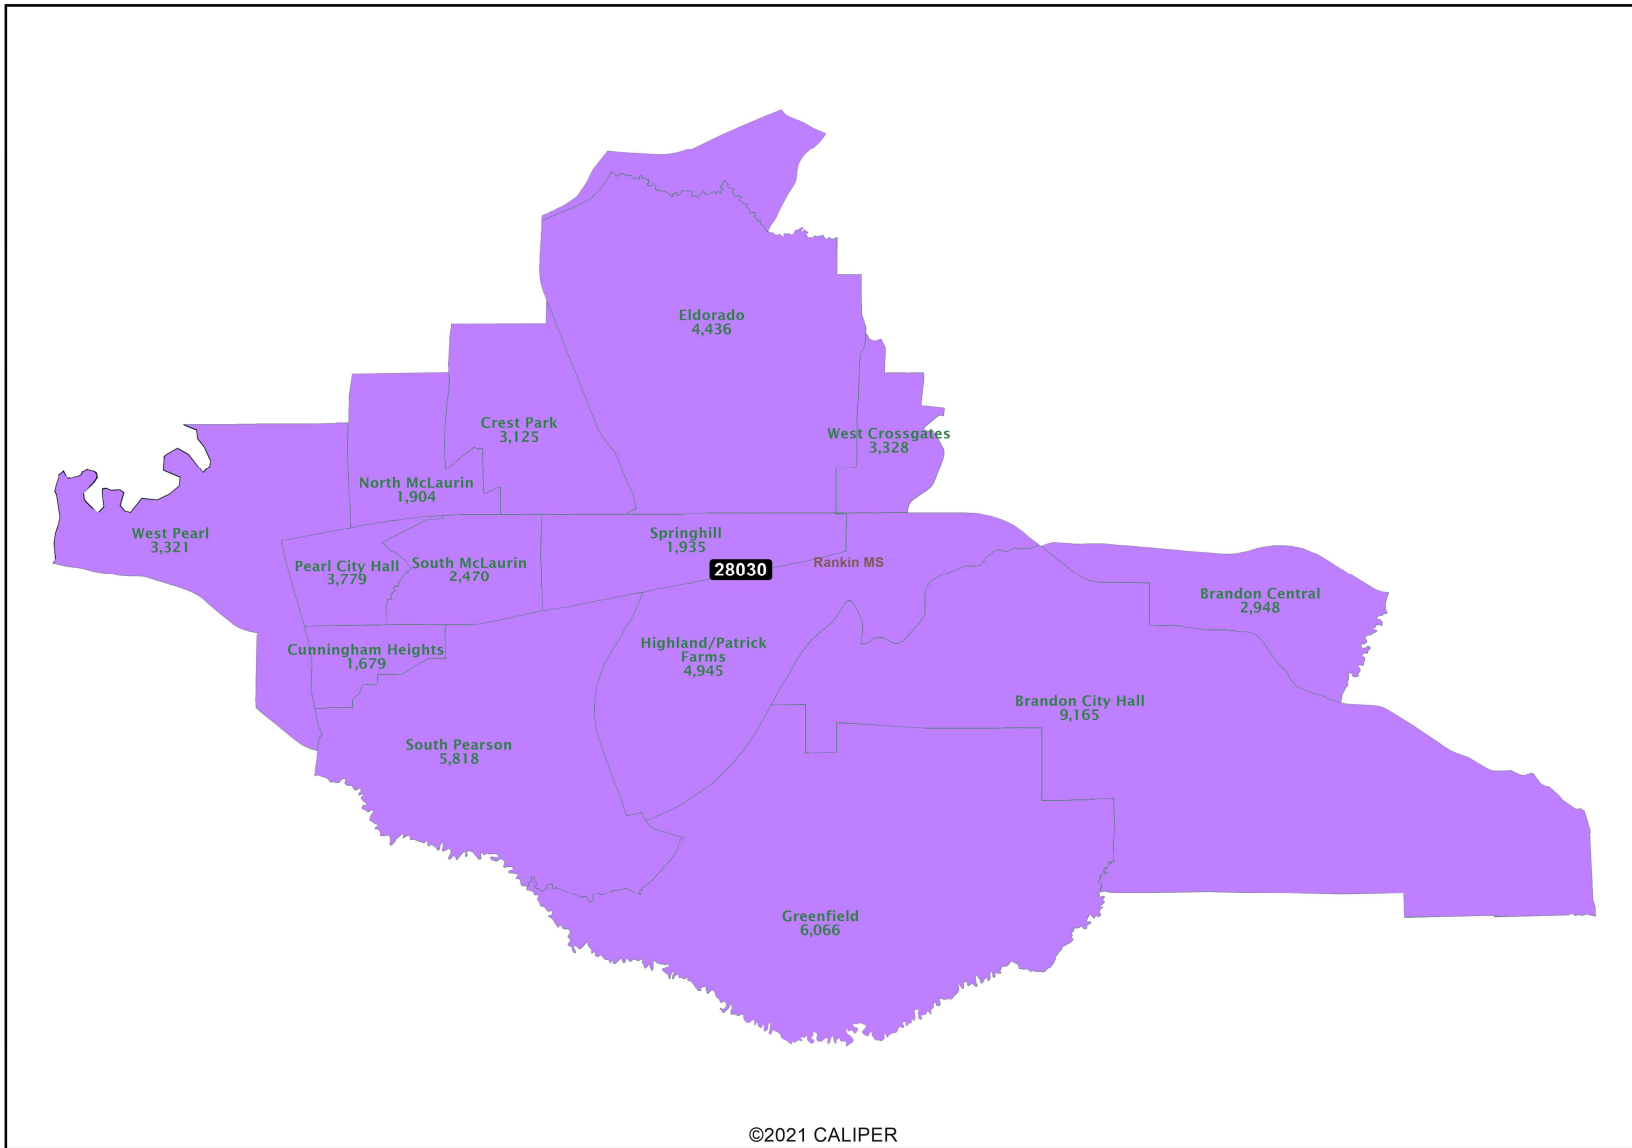 Eldorado
4,436
Crest Park
3,125
West Crossgates
3,328
North McLaurin
1,904
West Pearl
3,321
Springhill
1,935
Pearl City Hall
3,779
South McLaurin
2,470
28030
Rankin MS
Brandon Central
2,948
Cunningham Heights
1,679
Highland/Patrick
Farms
4,945
Brandon City Hall
9,165
South Pearson
5,818
Greenfield
6,066
©2021 CALIPER